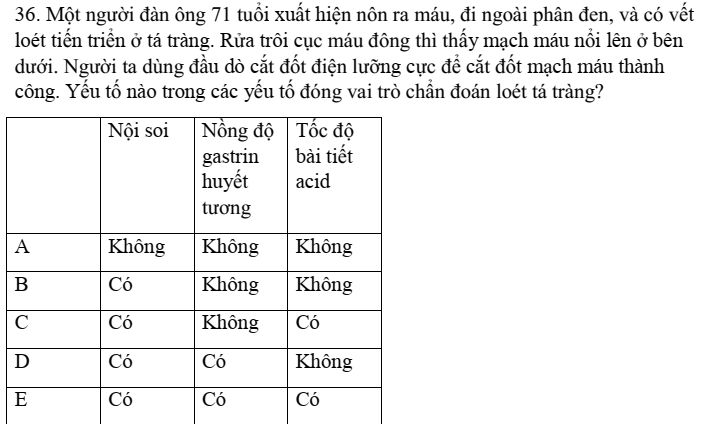 36. Một người đàn ông 71 tuổi xuất hiện nôn ra máu, đi ngoài phân đen, và có vết
loét tiến triển ở tá tràng. Rửa trôi cục máu đông thì thấy mạch máu nổi lên ở bên
dưới. Người ta dùng đầu dò cắt đốt điện lưỡng cực để cắt đốt mạch máu thành
công. Yếu tố nào trong các yếu tố đóng vai trò chẩn đoán loét tá tràng?
Nội soi Nồng độ gastrin huyết tương Tốc độ bài tiết acid
A Không Không Không
B Có Không Không
C Có Không Có
D Có Có Không
E Có Có Có